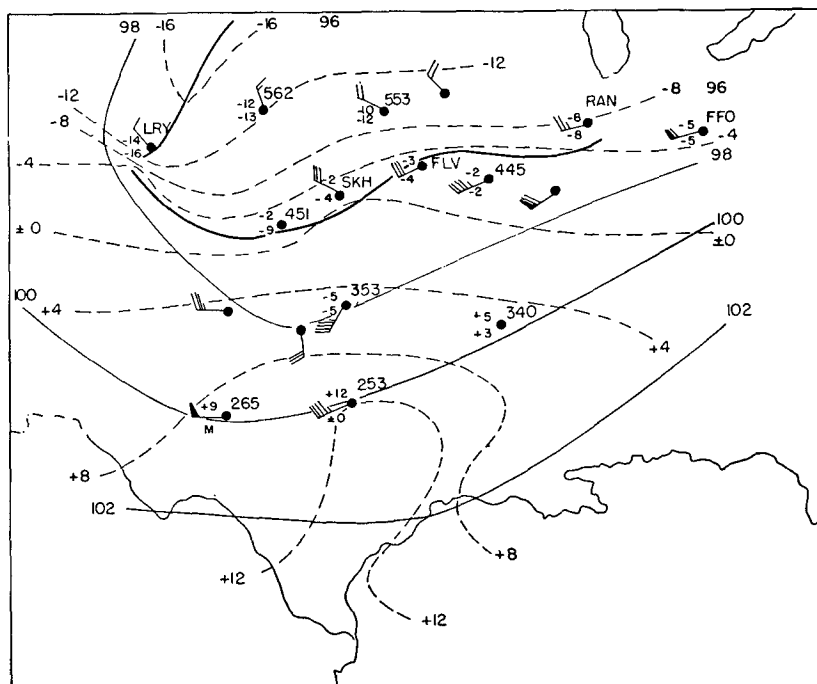 98 -16 -16 96
-12 562 -12 -13
-12
-8 LRY -14 -16
553 -10 -12
RAN -8 -8
-8 96
FFO -5 -5
-4
-4
-3 FLV -4
-2 445 -2
98
-2 SKH -4
-2 451 -9
±0
100
±0
100
+4
-5 353 -5
+5 340 +3
102
+4
+9 265 M
+12 253 ±0
+8
102
+8
+12
+12